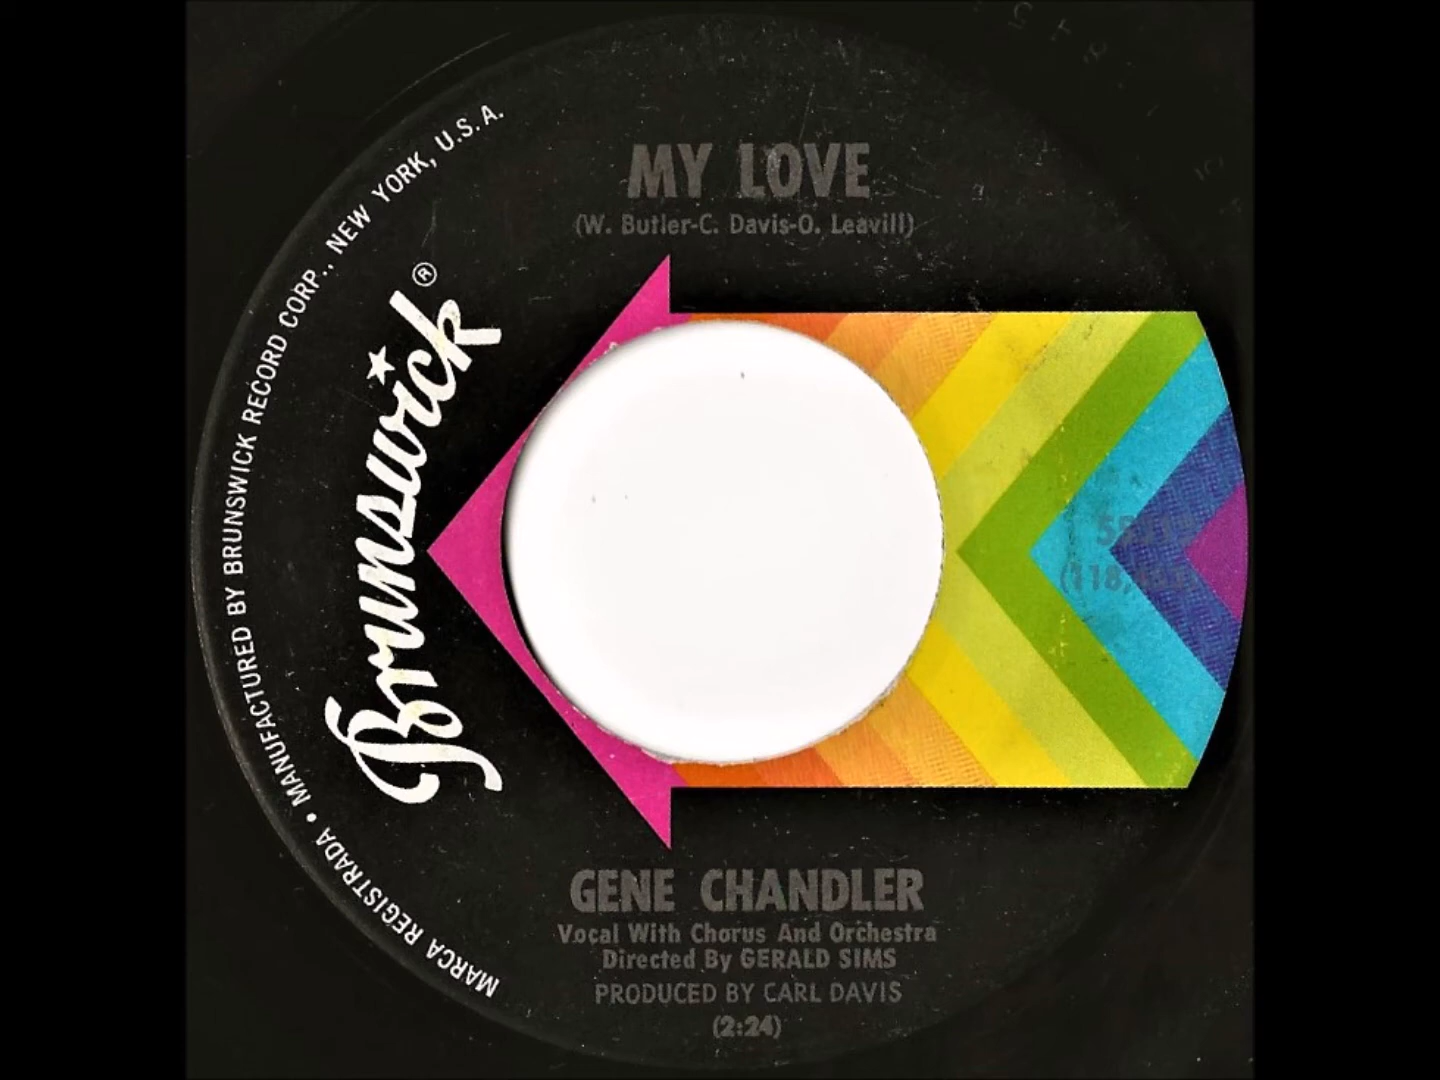 MY LOVE
(W. Butler-C. Davis-O. Leavill)
Brunswick®
MARCA REGISTRADA • MANUFACTURED BY BRUNSWICK RECORD CORP., NEW YORK, U.S.A.
GENE CHANDLER
Vocal With Chorus And Orchestra
Directed By GERALD SIMS
PRODUCED BY CARL DAVIS
(2:24)